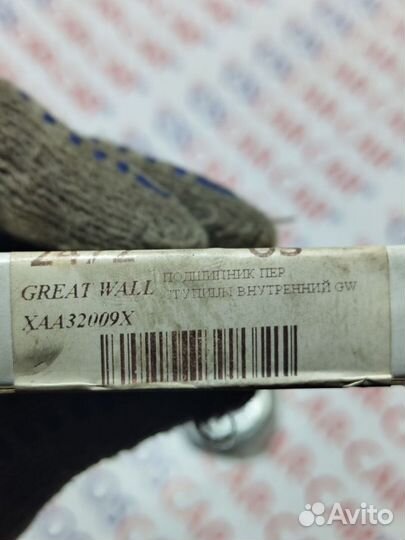 GREAT WALL ПОДШИПНИК ПЕР
СТУПИЦЫ ВНУТРЕННИЙ GW
XAA32009X
Avito